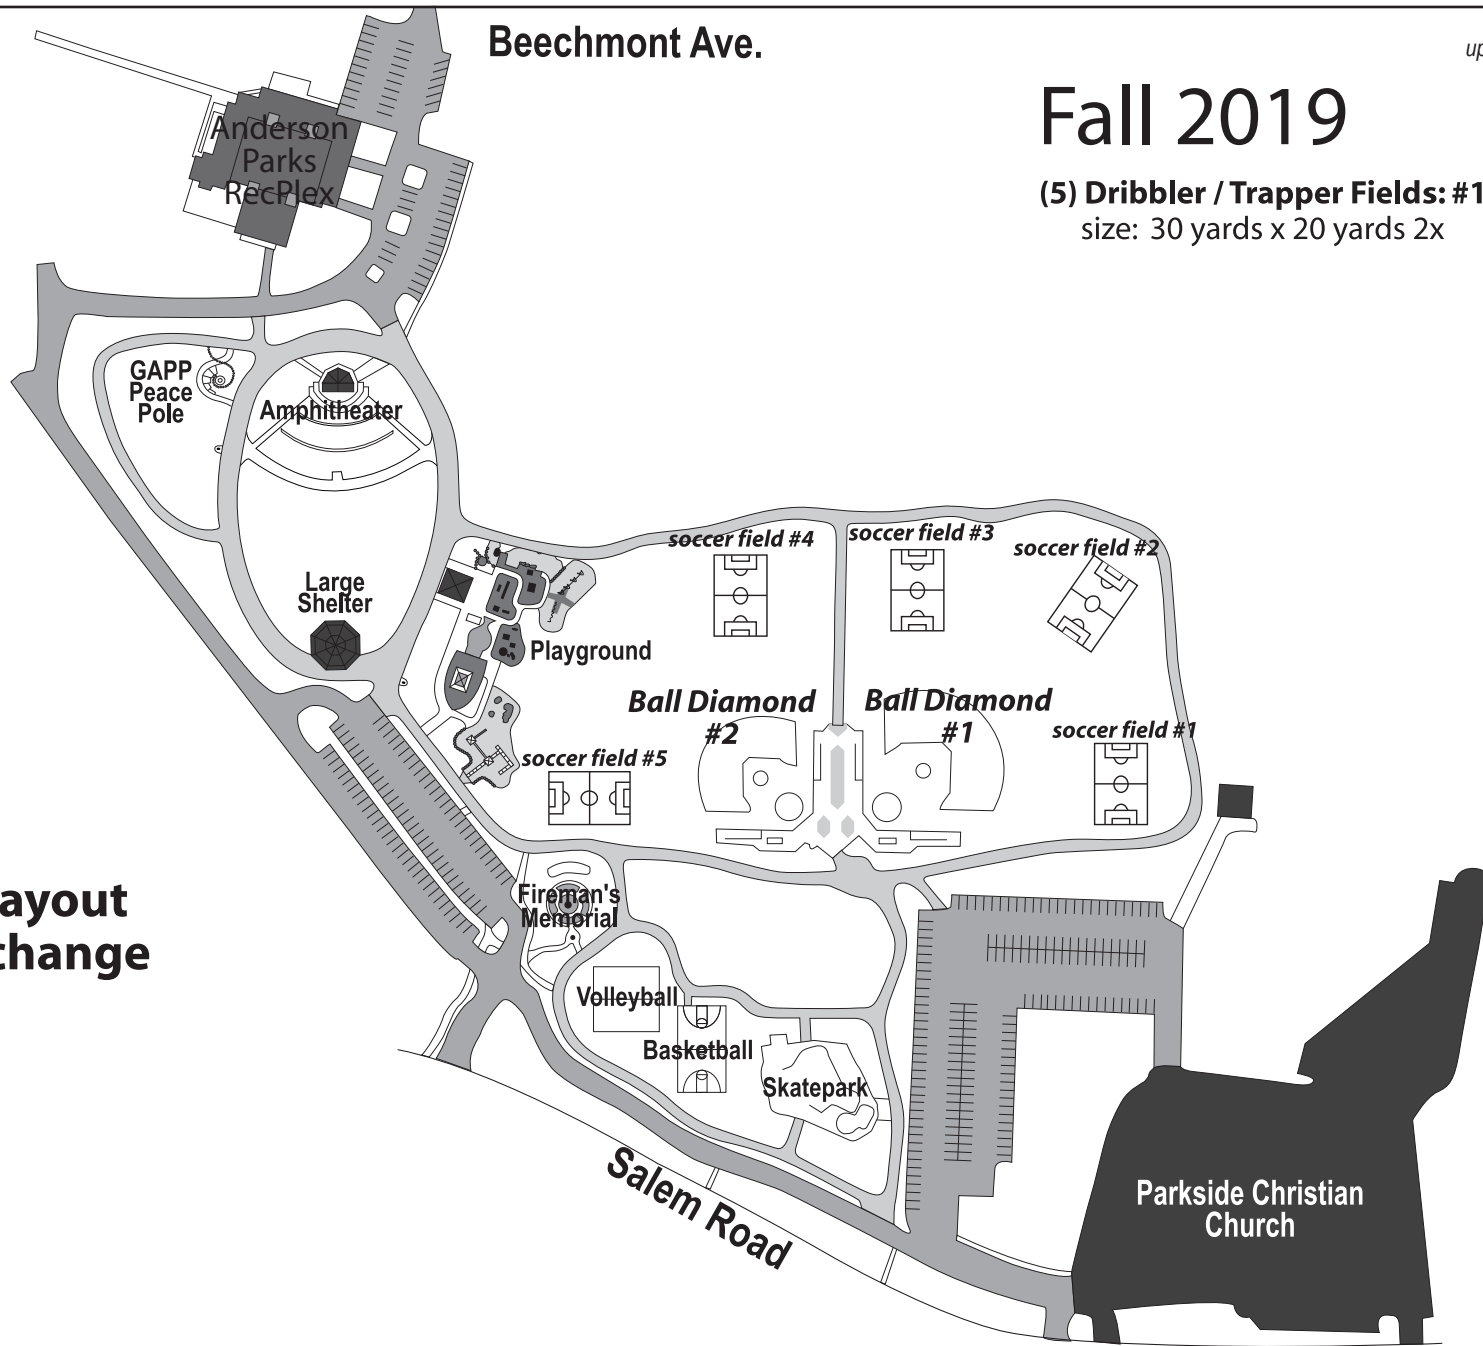 Beechmont Ave.
up
Fall 2019
(5) Dribbler / Trapper Fields: #1
size: 30 yards x 20 yards 2x
Anderson
Parks
RecPlex
GAPP
Peace
Pole
Amphitheater
Large
Shelter
soccer field #4
soccer field #3
soccer field #2
Playground
Ball Diamond
#2
Ball Diamond
#1
soccer field #1
soccer field #5
ayout
change
Fireman's
Memorial
Volleyball
Basketball
Skatepark
Salem Road
Parkside Christian
Church